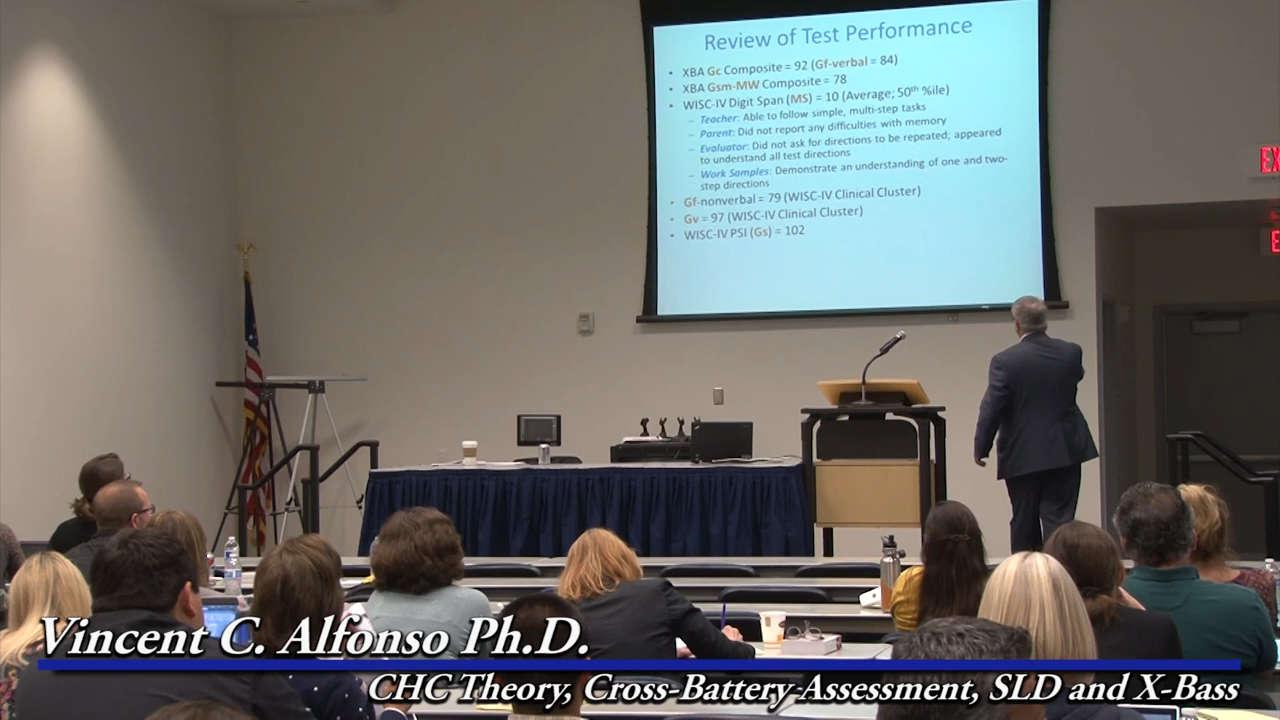 Review of Test Performance
• XBA Gc Composite = 92 (Gf-verbal = 84)
• XBA Gsm-MW Composite = 78
• WISC-IV Digit Span (MS) = 10 (Average; 50th %ile)
– Teacher: Able to follow simple, multi-step tasks
– Parent: Did not report any difficulties with memory
– Evaluator: Did not ask for directions to be repeated; appeared
to understand all test directions
– Work Samples: Demonstrate an understanding of one and two-
step directions
• Gf-nonverbal = 79 (WISC-IV Clinical Cluster)
• Gv = 97 (WISC-IV Clinical Cluster)
• WISC-IV PSI (Gs) = 102
EX
E
Vincent C. Alfonso Ph.D.
CHC Theory, Cross-Battery Assessment, SLD and X-Bass